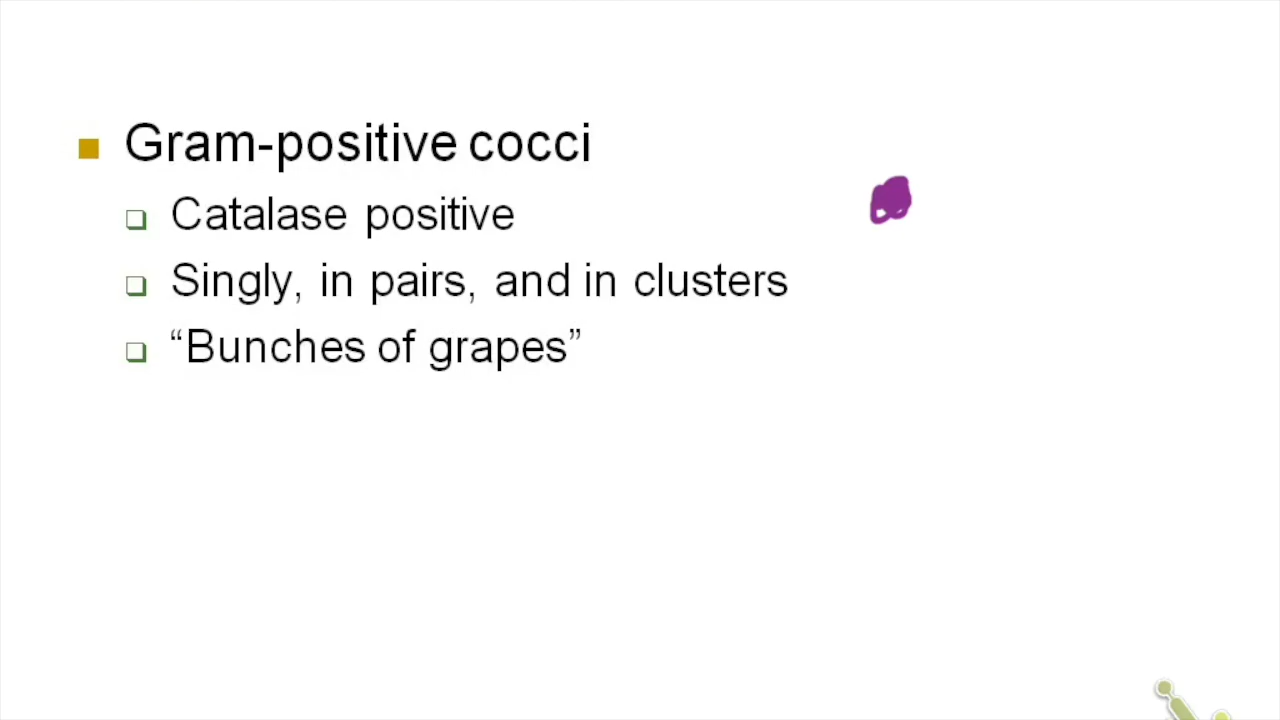 Gram-positive cocci
Catalase positive
Singly, in pairs, and in clusters
“Bunches of grapes”